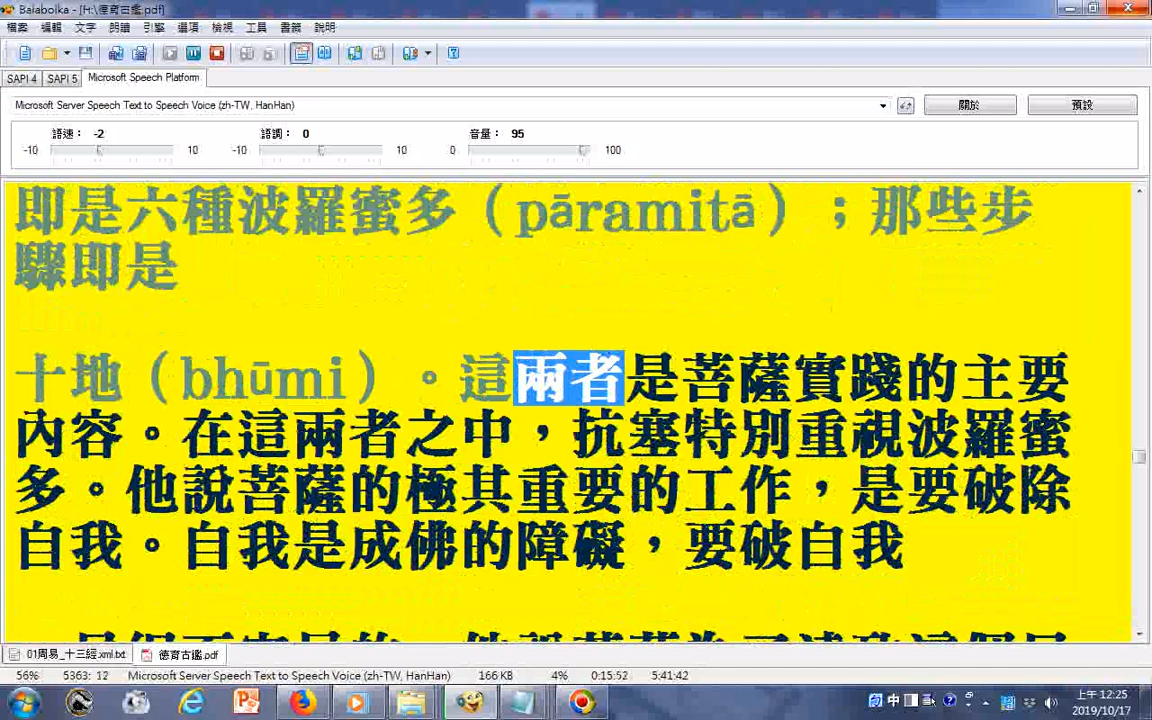 Balabolka - [H:\德育古鑑.pdf]
檔案 編輯 文字 朗讀 引擎 選項 檢視 工具 書籤 說明
SAPI 4 SAPI 5 Microsoft Speech Platform
Microsoft Server Speech Text to Speech Voice (zh-TW, HanHan) 關於 預設
語速： -2 語調： 0 音量： 95
-10 10 -10 10 0 100
即是六種波羅蜜多（pāramitā）；那些步
驟即是
十地（bhūmi）。這兩者是菩薩實踐的主要
內容。在這兩者之中，抗塞特別重視波羅蜜
多。他說菩薩的極其重要的工作，是要破除
自我。自我是成佛的障礙，要破自我
01周易_十三經.xml.txt 德育古鑑.pdf
56% 5363: 12 Microsoft Server Speech Text to Speech Voice (zh-TW, HanHan) 166 KB 4% 0:15:52 5:41:42
中 上午 12:25
2019/10/17